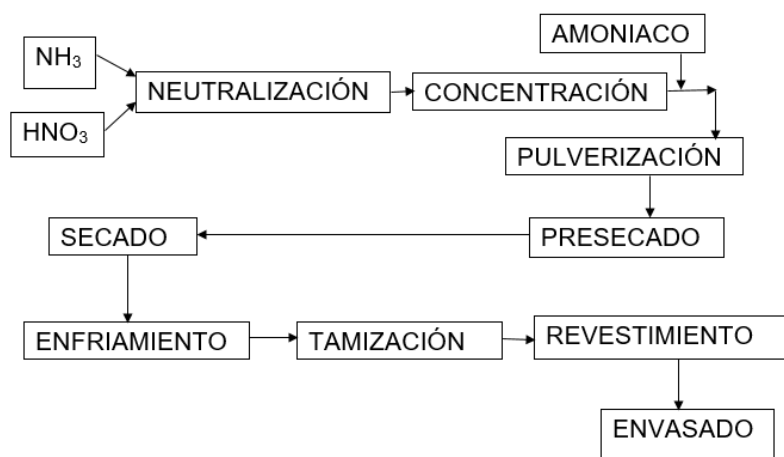 AMONIACO
NH₃
NEUTRALIZACIÓN
CONCENTRACIÓN
HNO₃
PULVERIZACIÓN
SECADO
PRESECADO
ENFRIAMIENTO
TAMIZACIÓN
REVESTIMIENTO
ENVASADO